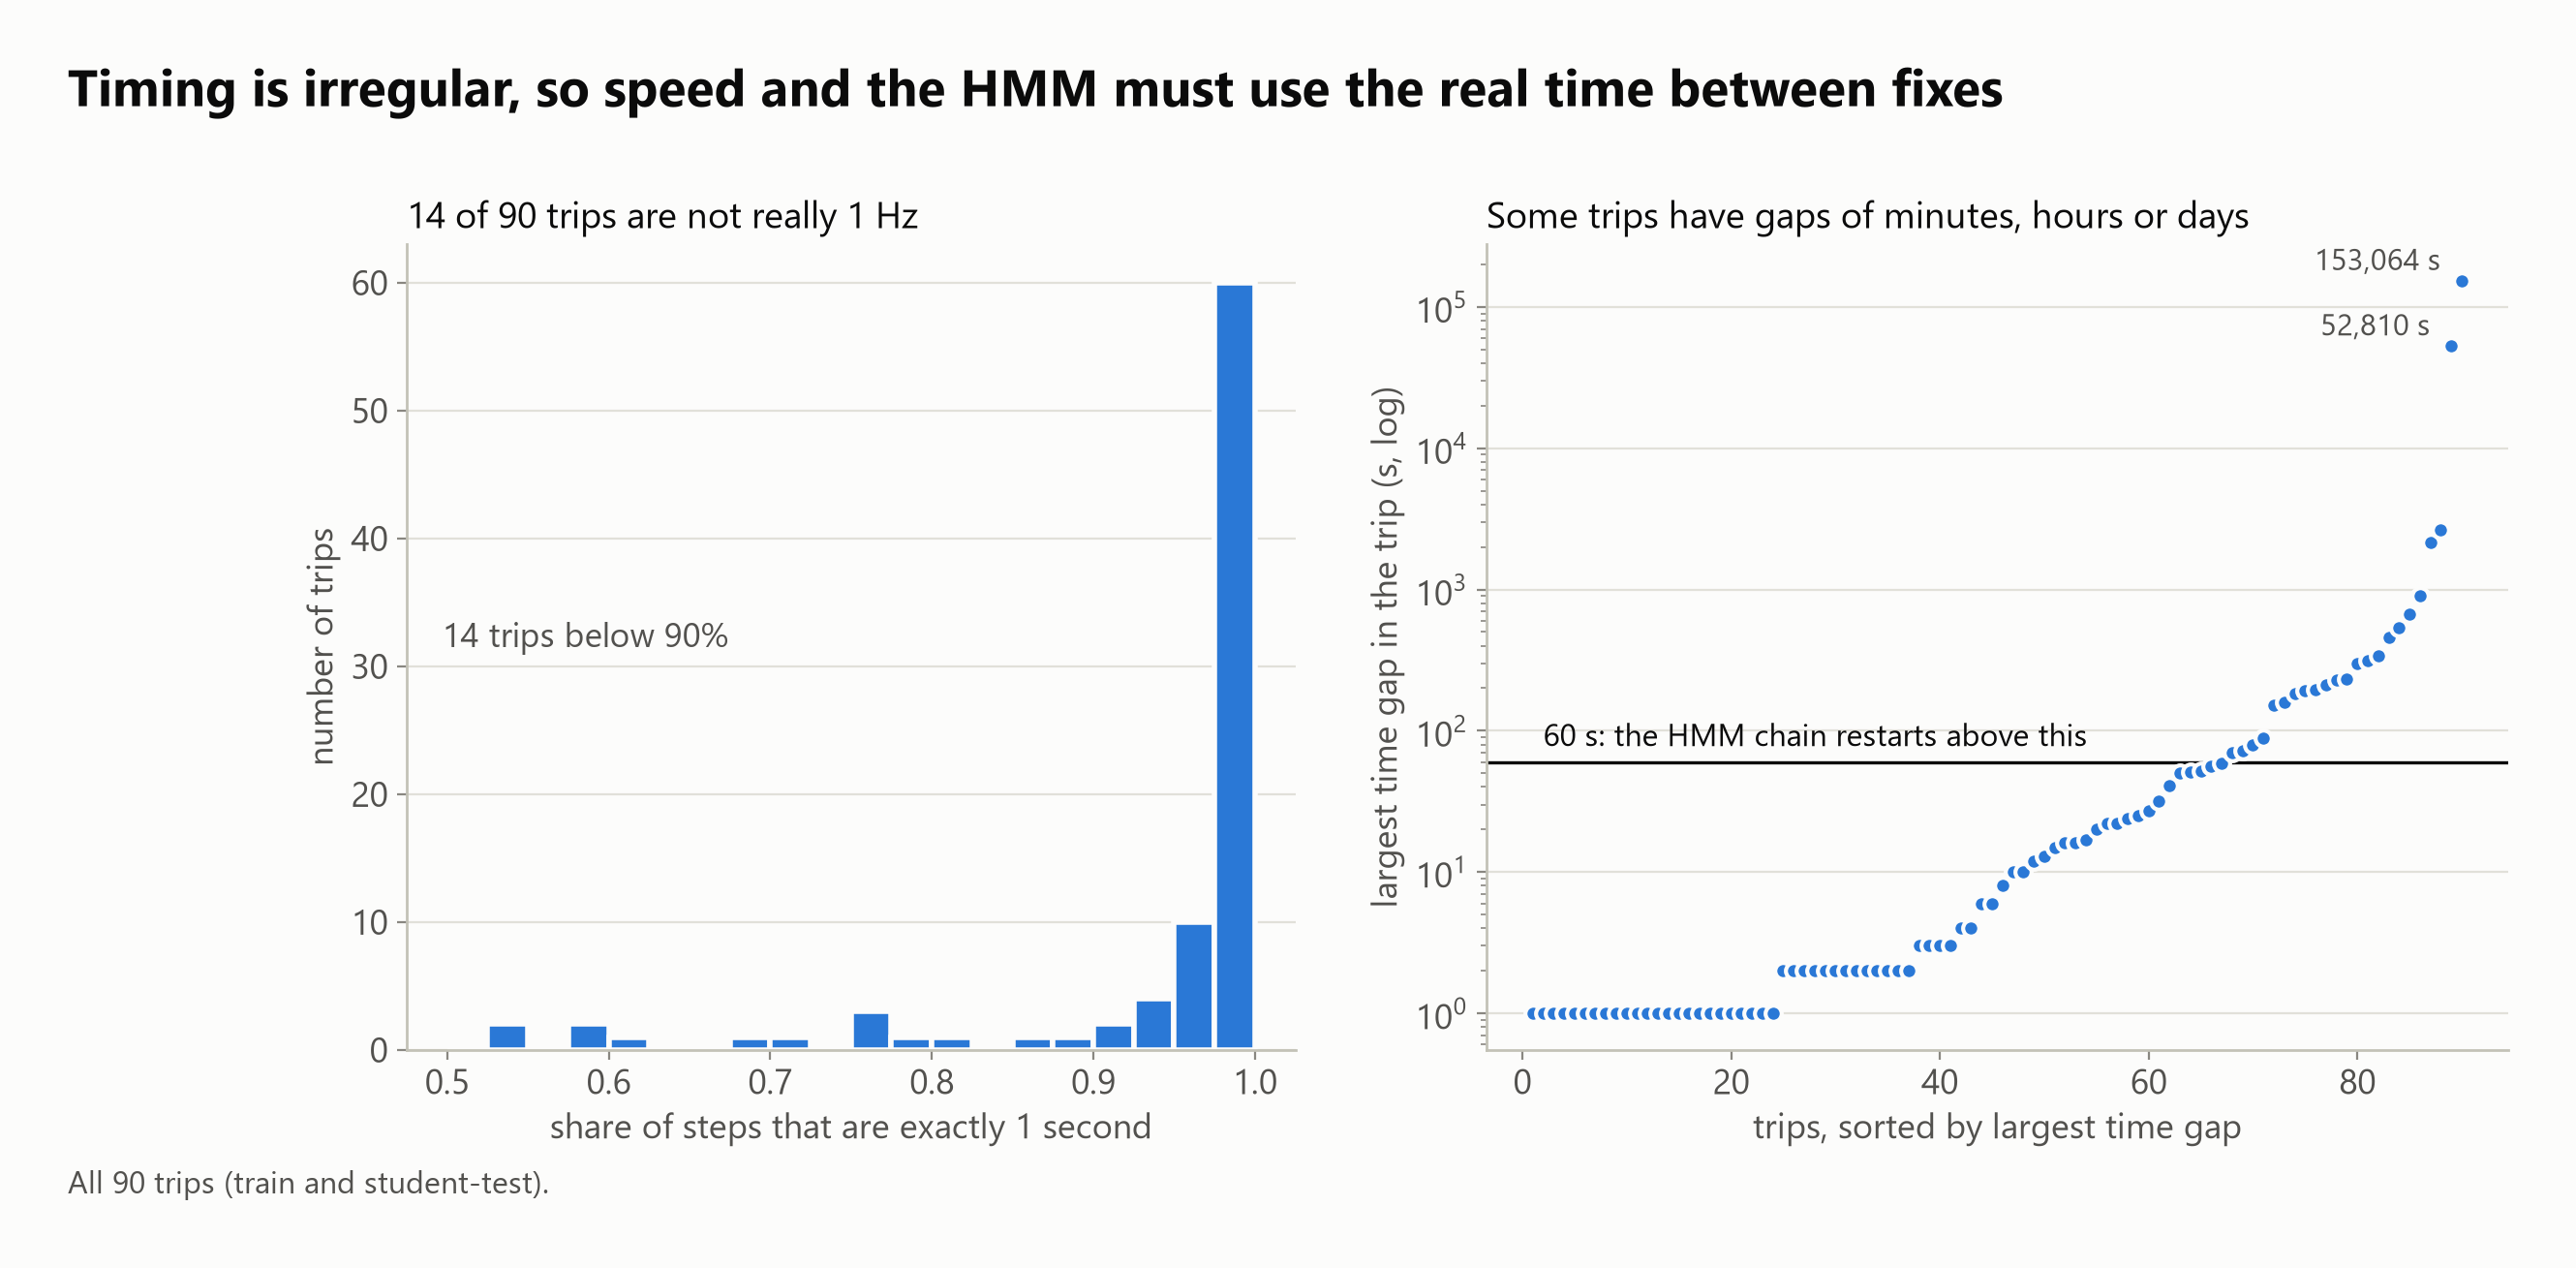 Timing is irregular, so speed and the HMM must use the real time between fixes
14 of 90 trips are not really 1 Hz
number of trips
60
50
40
30
20
10
0
14 trips below 90%
0.5 0.6 0.7 0.8 0.9 1.0
share of steps that are exactly 1 second
Some trips have gaps of minutes, hours or days
largest time gap in the trip (s, log)
10⁵
10⁴
10³
10²
10¹
10⁰
153,064 s
52,810 s
60 s: the HMM chain restarts above this
0 20 40 60 80
trips, sorted by largest time gap
All 90 trips (train and student-test).